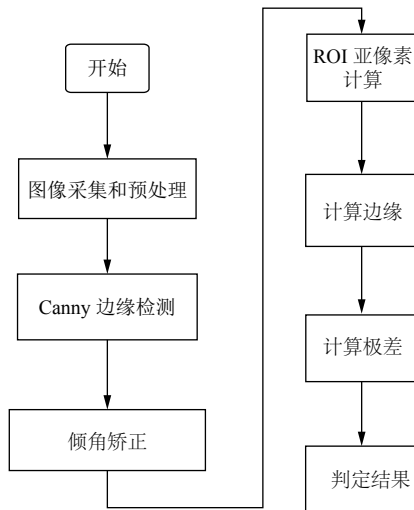 开始
图像采集和预处理
Canny 边缘检测
倾角矫正
ROI 亚像素
计算
计算边缘
计算极差
判定结果